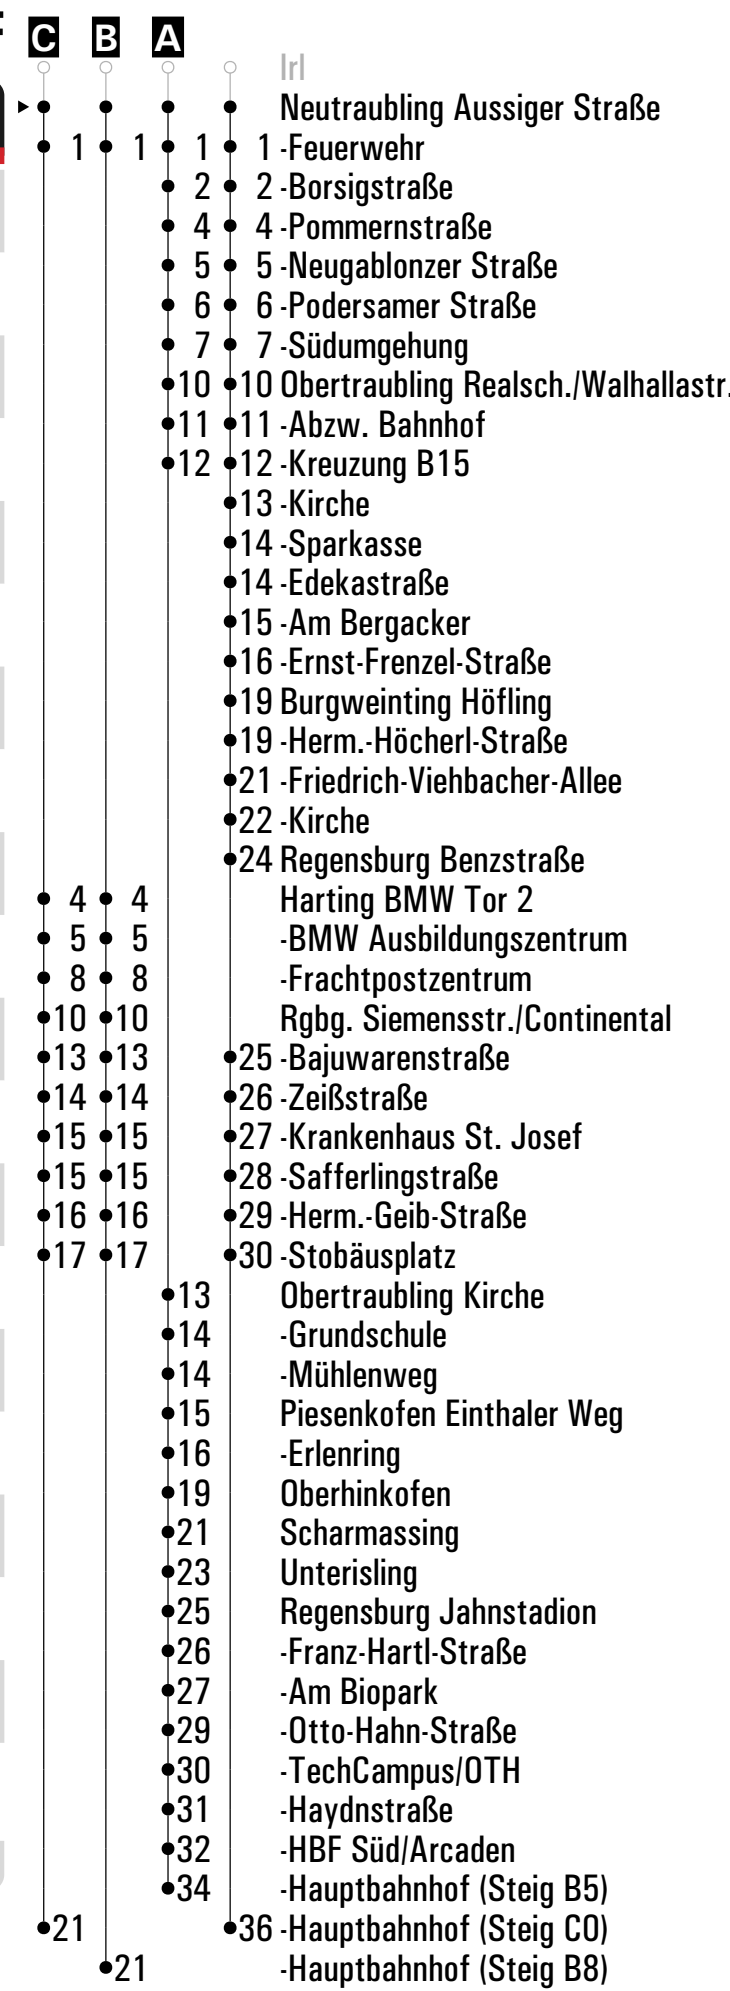 C B A
Irl
Neutraubling Aussiger Straße
1 1 1 1 -Feuerwehr
2 2 -Borsigstraße
4 4 -Pommernstraße
5 5 -Neugablonzer Straße
6 6 -Podersamer Straße
7 7 -Südumgehung
10 10 Obertraubling Realsch./Walhallastr.
11 11 -Abzw. Bahnhof
12 12 -Kreuzung B15
13 -Kirche
14 -Sparkasse
14 -Edekastraße
15 -Am Bergacker
16 -Ernst-Frenzel-Straße
19 Burgweinting Höfling
19 -Herm.-Höcherl-Straße
21 -Friedrich-Viehbacher-Allee
22 -Kirche
24 Regensburg Benzstraße
4 4 Harting BMW Tor 2
5 5 -BMW Ausbildungszentrum
8 8 -Frachtpostzentrum
10 10 Rgbg. Siemensstr./Continental
13 13 25 -Bajuwarenstraße
14 14 26 -Zeißstraße
15 15 27 -Krankenhaus St. Josef
15 15 28 -Safferlingstraße
16 16 29 -Herm.-Geib-Straße
17 17 30 -Stobäusplatz
13 Obertraubling Kirche
14 -Grundschule
14 -Mühlenweg
15 Piesenkofen Einthaler Weg
16 -Erlenring
19 Oberhinkofen
21 Scharmassing
23 Unterisling
25 Regensburg Jahnstadion
26 -Franz-Hartl-Straße
27 -Am Biopark
29 -Otto-Hahn-Straße
30 -TechCampus/OTH
31 -Haydnstraße
32 -HBF Süd/Arcaden
34 -Hauptbahnhof (Steig B5)
21 36 -Hauptbahnhof (Steig C0)
21 -Hauptbahnhof (Steig B8)